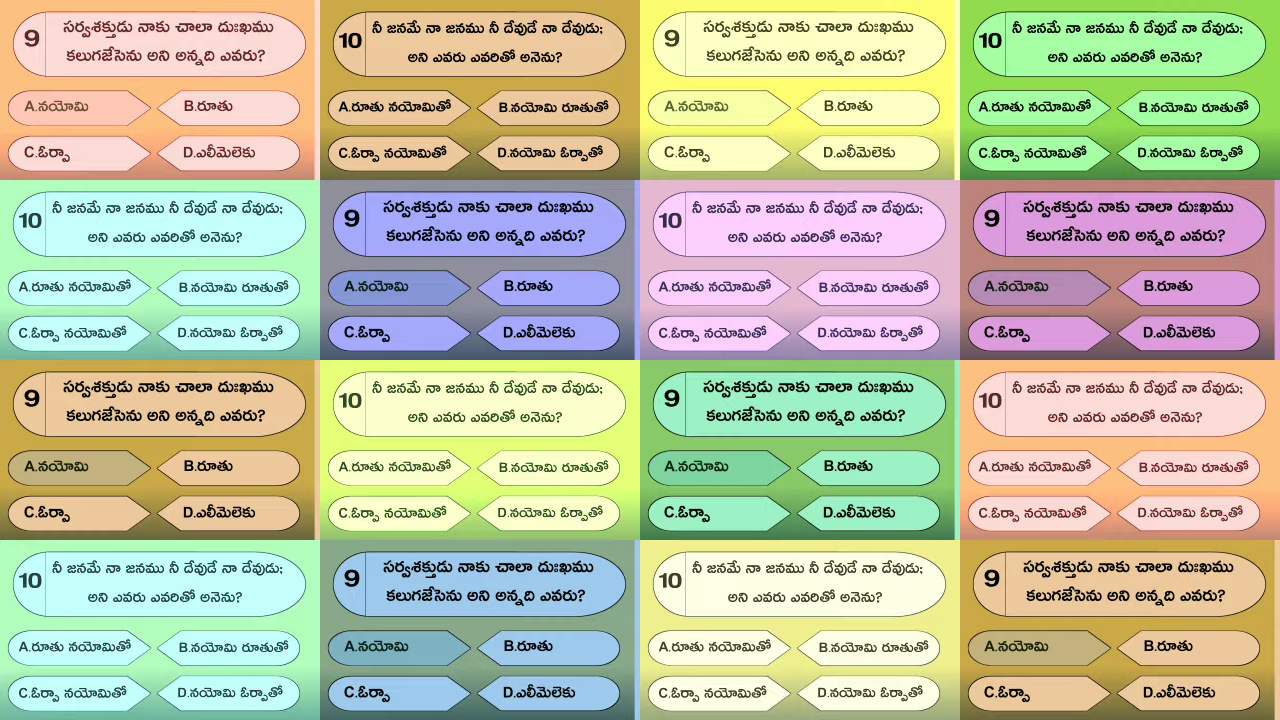 9
సర్వశక్తుడు నాకు చాలా దుఃఖము
కలుగజేసెను అని అన్నది ఎవరు?
A.నయోమి
B.రూతు
C.ఓర్పా
D.ఎలీమెలెకు
10
నీ జనమే నా జనము నీ దేవుడే నా దేవుడు;
అని ఎవరు ఎవరితో అనెను?
A.రూతు నయోమితో
B.నయోమి రూతుతో
C.ఓర్పా నయోమితో
D.నయోమి ఓర్పాతో
9
సర్వశక్తుడు నాకు చాలా దుఃఖము
కలుగజేసెను అని అన్నది ఎవరు?
A.నయోమి
B.రూతు
C.ఓర్పా
D.ఎలీమెలెకు
10
నీ జనమే నా జనము నీ దేవుడే నా దేవుడు;
అని ఎవరు ఎవరితో అనెను?
A.రూతు నయోమితో
B.నయోమి రూతుతో
C.ఓర్పా నయోమితో
D.నయోమి ఓర్పాతో
10
నీ జనమే నా జనము నీ దేవుడే నా దేవుడు;
అని ఎవరు ఎవరితో అనెను?
A.రూతు నయోమితో
B.నయోమి రూతుతో
C.ఓర్పా నయోమితో
D.నయోమి ఓర్పాతో
9
సర్వశక్తుడు నాకు చాలా దుఃఖము
కలుగజేసెను అని అన్నది ఎవరు?
A.నయోమి
B.రూతు
C.ఓర్పా
D.ఎలీమెలెకు
10
నీ జనమే నా జనము నీ దేవుడే నా దేవుడు;
అని ఎవరు ఎవరితో అనెను?
A.రూతు నయోమితో
B.నయోమి రూతుతో
C.ఓర్పా నయోమితో
D.నయోమి ఓర్పాతో
9
సర్వశక్తుడు నాకు చాలా దుఃఖము
కలుగజేసెను అని అన్నది ఎవరు?
A.నయోమి
B.రూతు
C.ఓర్పా
D.ఎలీమెలెకు
9
సర్వశక్తుడు నాకు చాలా దుఃఖము
కలుగజేసెను అని అన్నది ఎవరు?
A.నయోమి
B.రూతు
C.ఓర్పా
D.ఎలీమెలెకు
10
నీ జనమే నా జనము నీ దేవుడే నా దేవుడు;
అని ఎవరు ఎవరితో అనెను?
A.రూతు నయోమితో
B.నయోమి రూతుతో
C.ఓర్పా నయోమితో
D.నయోమి ఓర్పాతో
9
సర్వశక్తుడు నాకు చాలా దుఃఖము
కలుగజేసెను అని అన్నది ఎవరు?
A.నయోమి
B.రూతు
C.ఓర్పా
D.ఎలీమెలెకు
10
నీ జనమే నా జనము నీ దేవుడే నా దేవుడు;
అని ఎవరు ఎవరితో అనెను?
A.రూతు నయోమితో
B.నయోమి రూతుతో
C.ఓర్పా నయోమితో
D.నయోమి ఓర్పాతో
10
నీ జనమే నా జనము నీ దేవుడే నా దేవుడు;
అని ఎవరు ఎవరితో అనెను?
A.రూతు నయోమితో
B.నయోమి రూతుతో
C.ఓర్పా నయోమితో
D.నయోమి ఓర్పాతో
9
సర్వశక్తుడు నాకు చాలా దుఃఖము
కలుగజేసెను అని అన్నది ఎవరు?
A.నయోమి
B.రూతు
C.ఓర్పా
D.ఎలీమెలెకు
10
నీ జనమే నా జనము నీ దేవుడే నా దేవుడు;
అని ఎవరు ఎవరితో అనెను?
A.రూతు నయోమితో
B.నయోమి రూతుతో
C.ఓర్పా నయోమితో
D.నయోమి ఓర్పాతో
9
సర్వశక్తుడు నాకు చాలా దుఃఖము
కలుగజేసెను అని అన్నది ఎవరు?
A.నయోమి
B.రూతు
C.ఓర్పా
D.ఎలీమెలెకు